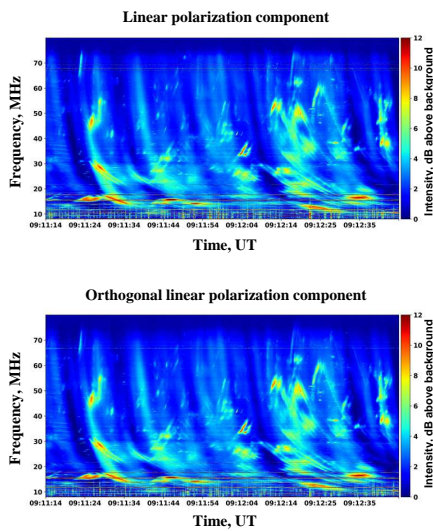 Linear polarization component
Frequency, MHz
70
60
50
40
30
20
10
09:11:14 09:11:24 09:11:34 09:11:44 09:11:54 09:12:04 09:12:14 09:12:25 09:12:35
Time, UT
12
10
8
6
4
2
0
Intensity, dB above background
Orthogonal linear polarization component
Frequency, MHz
70
60
50
40
30
20
10
09:11:14 09:11:24 09:11:34 09:11:44 09:11:54 09:12:04 09:12:14 09:12:25 09:12:35
Time, UT
12
10
8
6
4
2
0
Intensity, dB above background